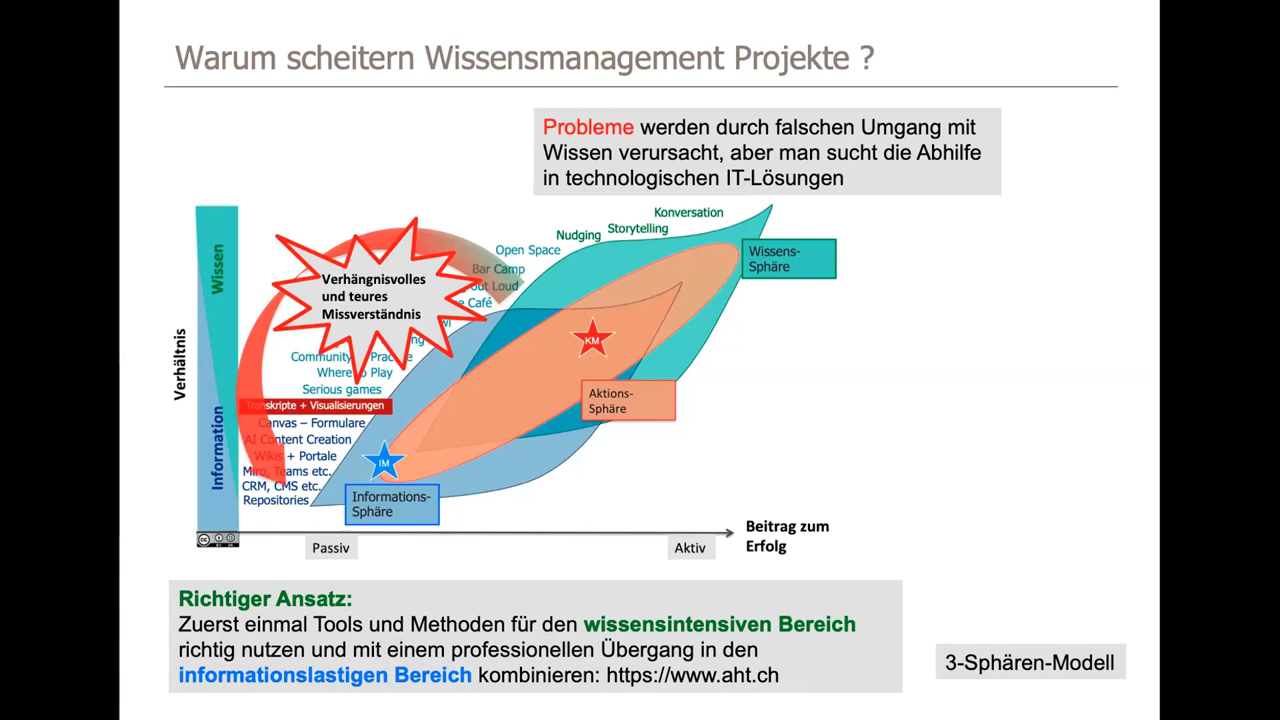 Warum scheitern Wissensmanagement Projekte ?
Probleme werden durch falschen Umgang mit
Wissen verursacht, aber man sucht die Abhilfe
in technologischen IT-Lösungen
Konversation
Storytelling
Nudging
Open Space
Bar Camp
out Loud
Café
Wissens-
Sphäre
Wissen
Verhältnis
Information
Verhängnisvolles
und teures
Missverständnis
KM
Community
Where to Play
Serious games
Transkripte + Visualisierungen
Canvas – Formulare
AI Content Creation
Wikis + Portale
Miro, Teams etc.
CRM, CMS etc.
Repositories
Aktions-
Sphäre
IM
Informations-
Sphäre
Passiv
Aktiv
Beitrag zum
Erfolg
Richtiger Ansatz:
Zuerst einmal Tools und Methoden für den wissensintensiven Bereich
richtig nutzen und mit einem professionellen Übergang in den
informationslastigen Bereich kombinieren: https://www.aht.ch
3-Sphären-Modell